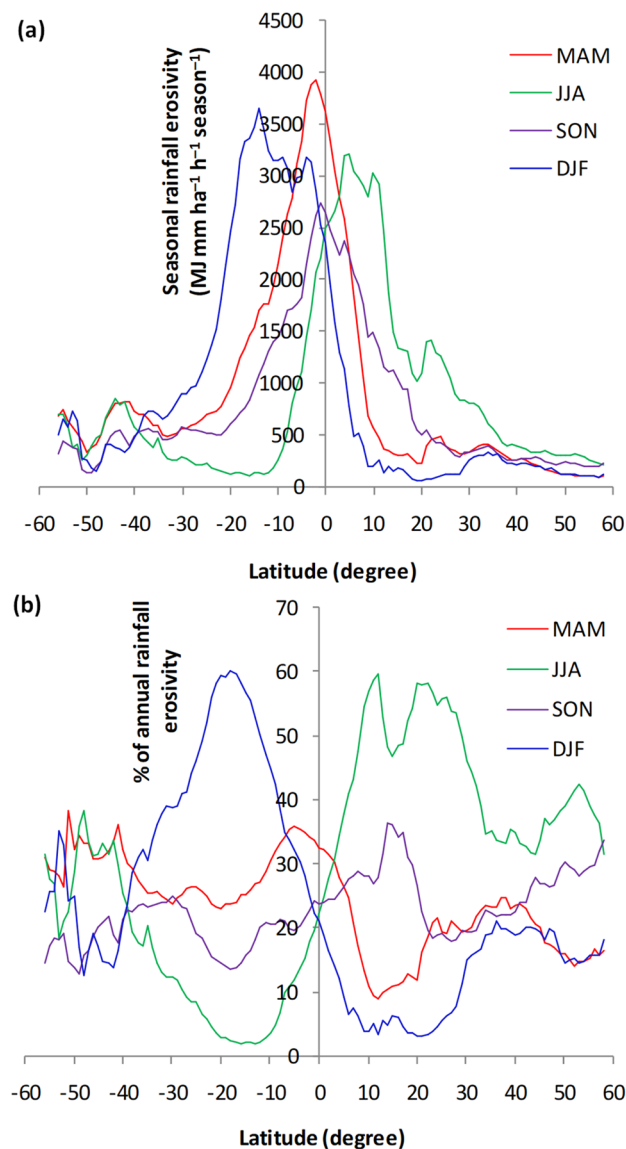 (a)
Seasonal rainfall erosivity
(MJ mm ha⁻¹ h⁻¹ season⁻¹)
4500
4000
3500
3000
2500
2000
1500
1000
500
0
MAM
JJA
SON
DJF
-60 -50 -40 -30 -20 -10 0 10 20 30 40 50 60
Latitude (degree)
(b)
% of annual rainfall
erosivity
70
60
50
40
30
20
10
0
MAM
JJA
SON
DJF
-60 -50 -40 -30 -20 -10 0 10 20 30 40 50 60
Latitude (degree)